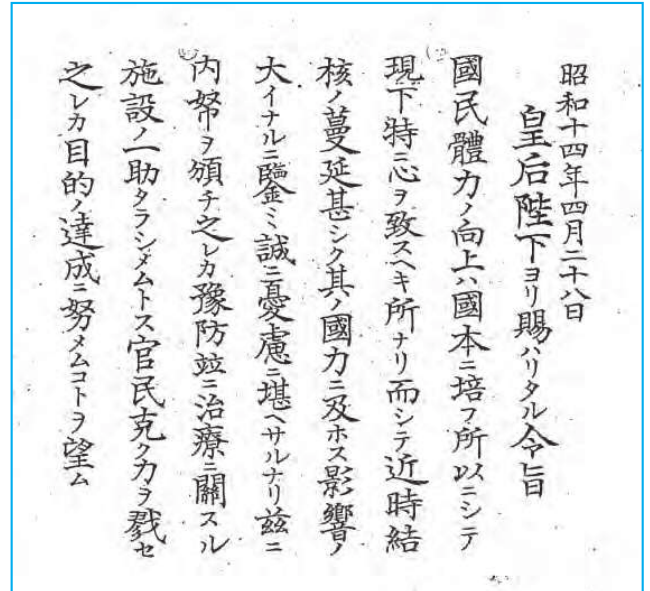 昭和十四年四月二十八日
皇后陛下ヨリ賜ハリタル令旨
國民體力ノ向上ハ國本ニ培フ所以ニシテ
現下特ニ心ヲ致スヘキ所ナリ而シテ近時結
核ノ蔓延甚シク其ノ國力ニ及ホス影響ノ
大イナルニ鑒ミ誠ニ憂慮ニ堪ヘサルナリ茲ニ
内帑ヲ頒チ之レカ豫防竝ニ治療ニ關スル
施設ノ一助タラシメムトス官民克ク力ヲ戮セ
之レカ目的ノ達成ニ努メムコトヲ望ム